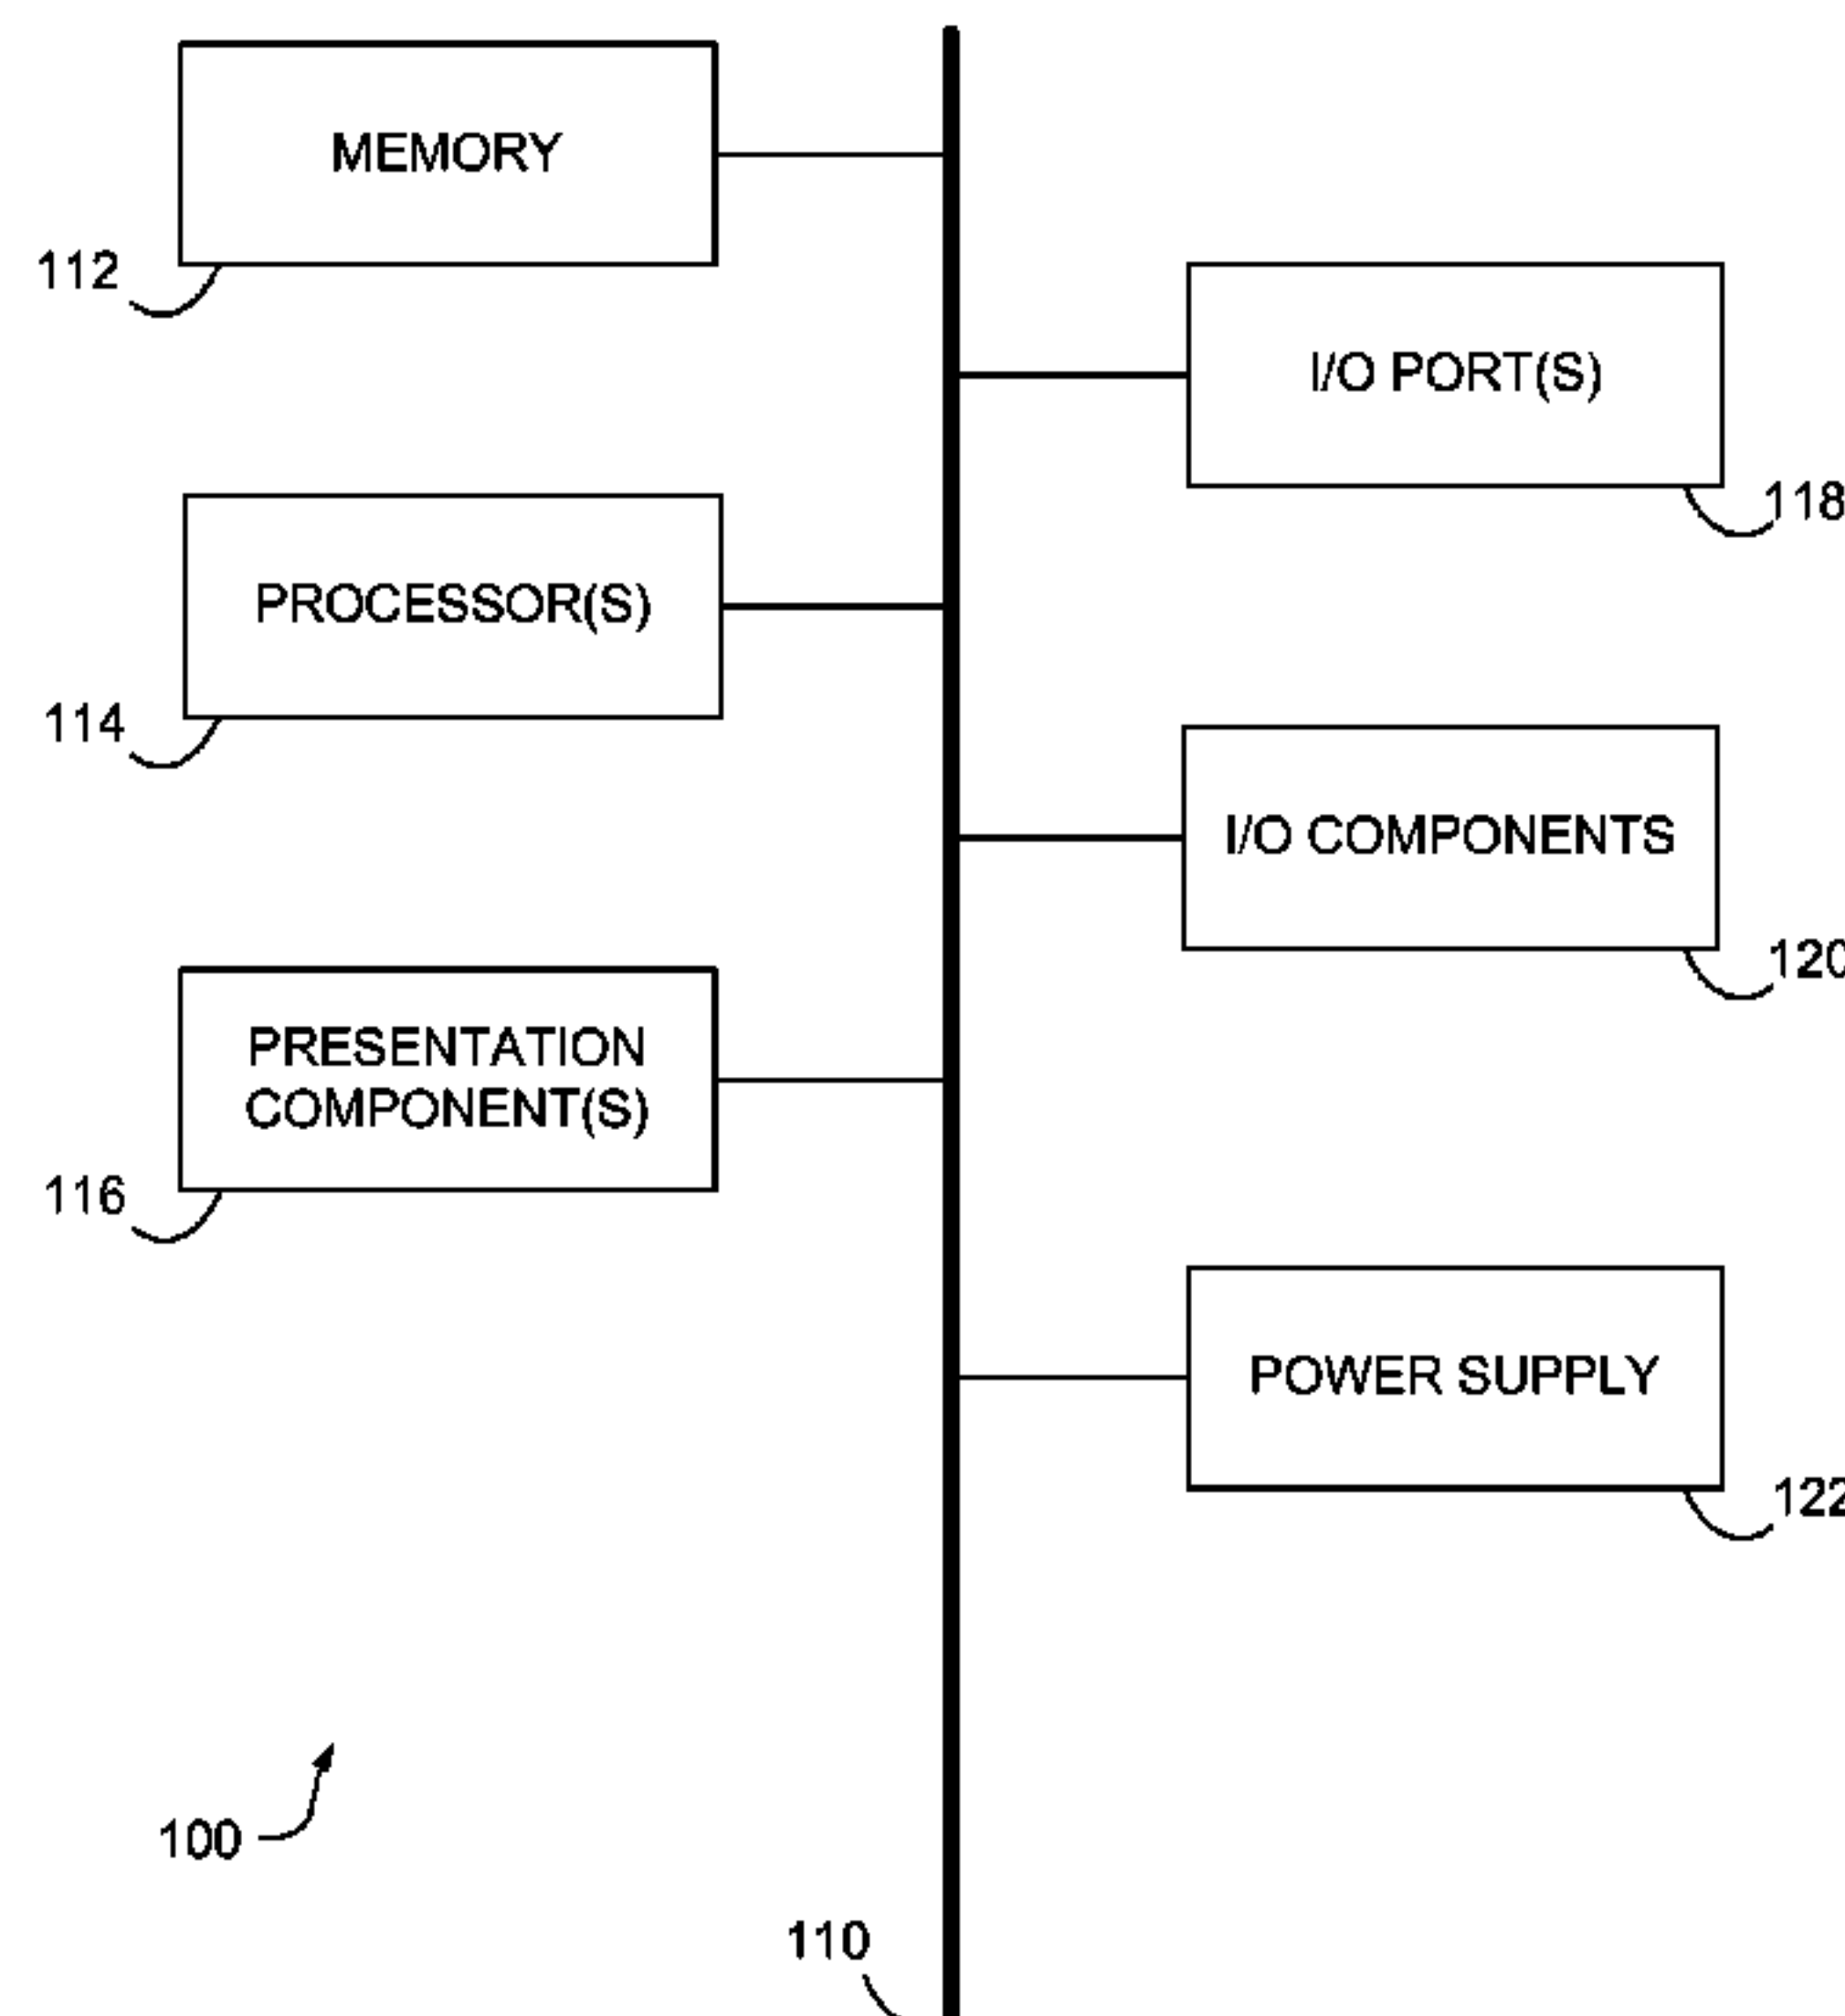 MEMORY
112
I/O PORT(S)
118
PROCESSOR(S)
114
I/O COMPONENTS
120
PRESENTATION
COMPONENT(S)
116
POWER SUPPLY
122
100
110